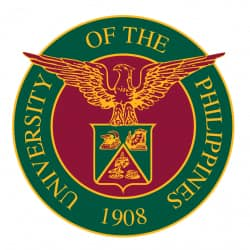 UNIVERSITY OF THE PHILIPPINES
1908